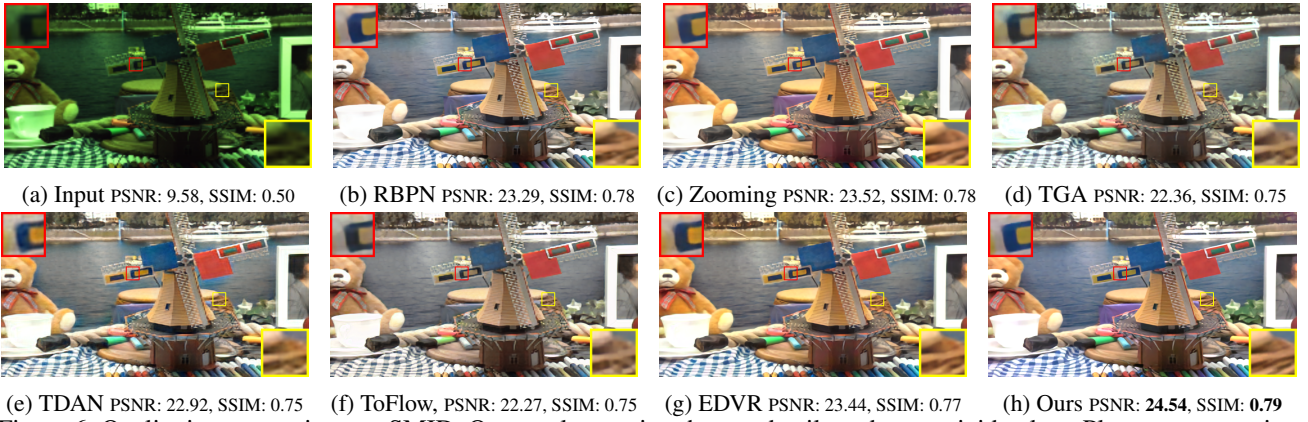 (a) Input PSNR: 9.58, SSIM: 0.50
(b) RBPN PSNR: 23.29, SSIM: 0.78
(c) Zooming PSNR: 23.52, SSIM: 0.78
(d) TGA PSNR: 22.36, SSIM: 0.75
(e) TDAN PSNR: 22.92, SSIM: 0.75
(f) ToFlow, PSNR: 22.27, SSIM: 0.75
(g) EDVR PSNR: 23.44, SSIM: 0.77
(h) Ours PSNR: 24.54, SSIM: 0.79